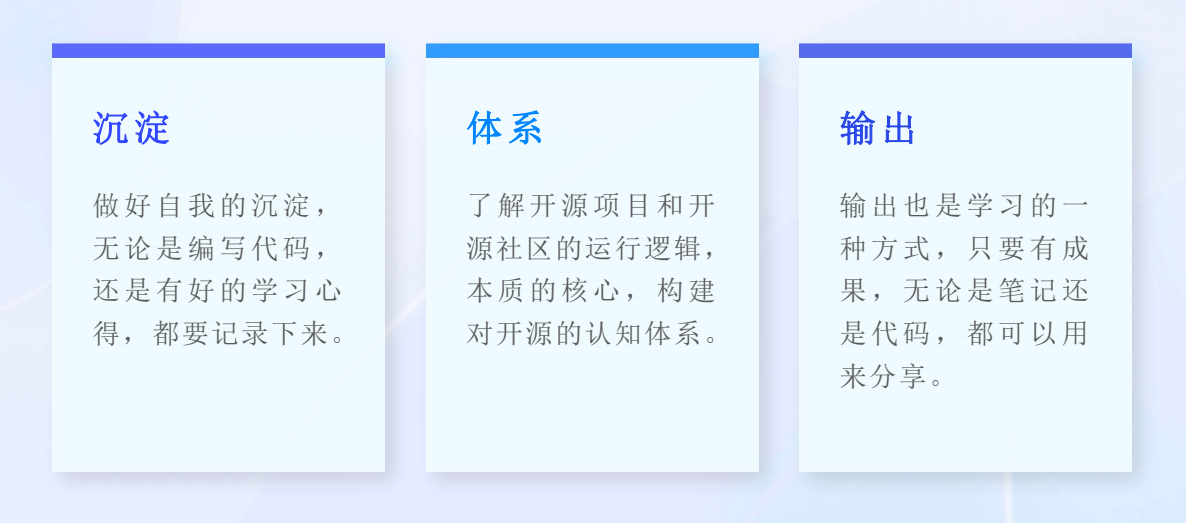 沉淀
做好自我的沉淀，
无论是编写代码，
还是有好的学习心
得，都要记录下来。
体系
了解开源项目和开
源社区的运行逻辑，
本质的核心，构建
对开源的认知体系。
输出
输出也是学习的一
种方式，只要有成
果，无论是笔记还
是代码，都可以用
来分享。